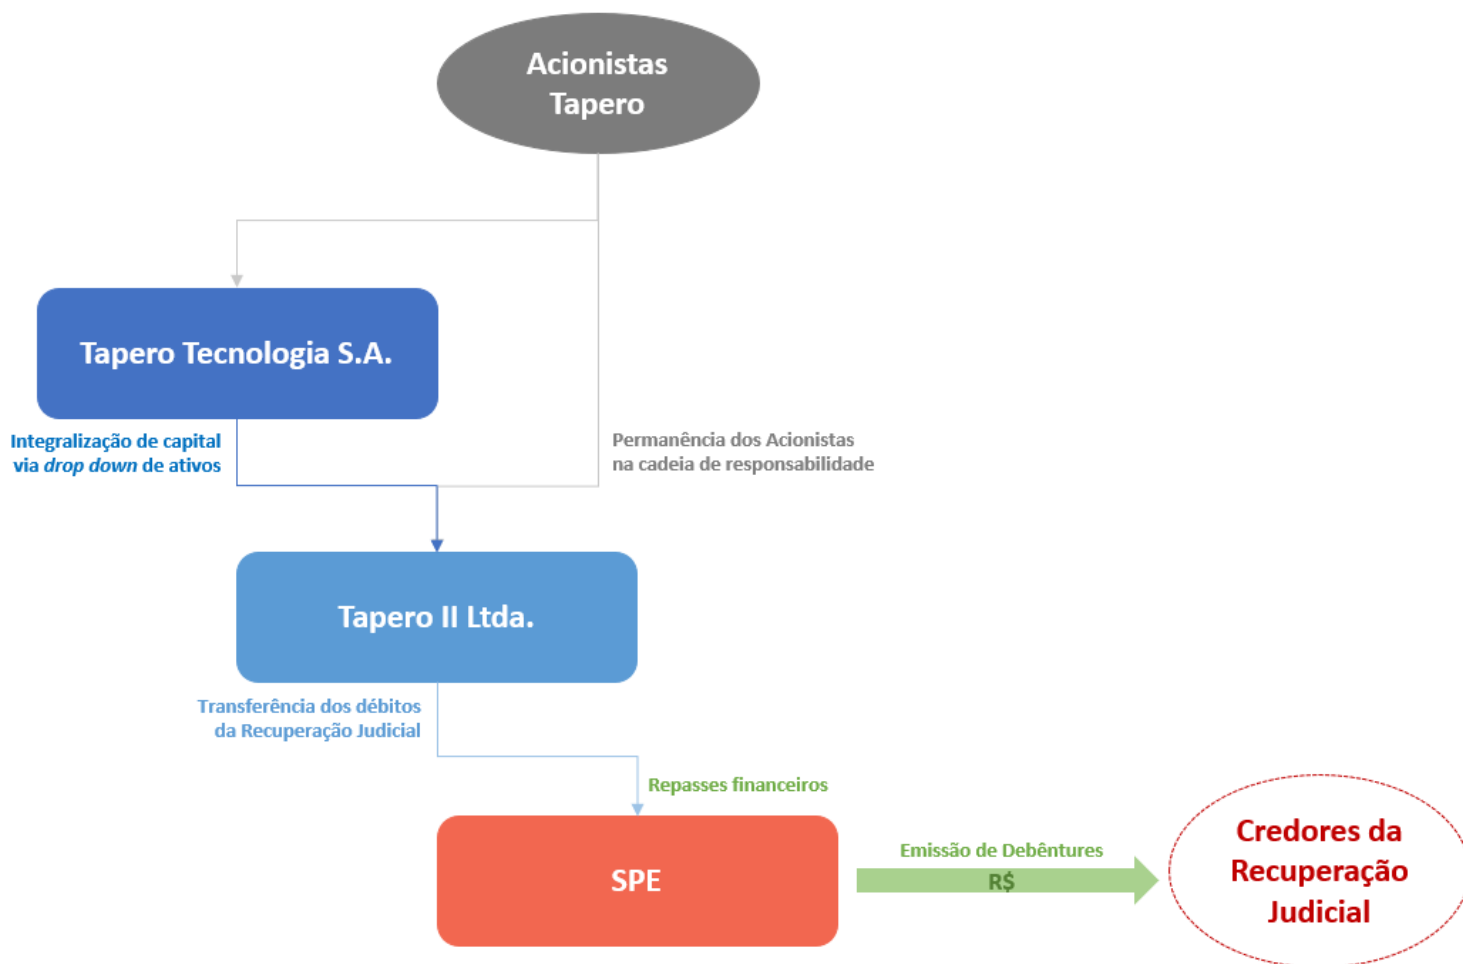 Acionistas
Tapero
Tapero Tecnologia S.A.
Integralização de capital
via drop down de ativos
Permanência dos Acionistas
na cadeia de responsabilidade
Tapero II Ltda.
Transferência dos débitos
da Recuperação Judicial
Repasses financeiros
SPE
Emissão de Debêntures
R$
Credores da
Recuperação
Judicial